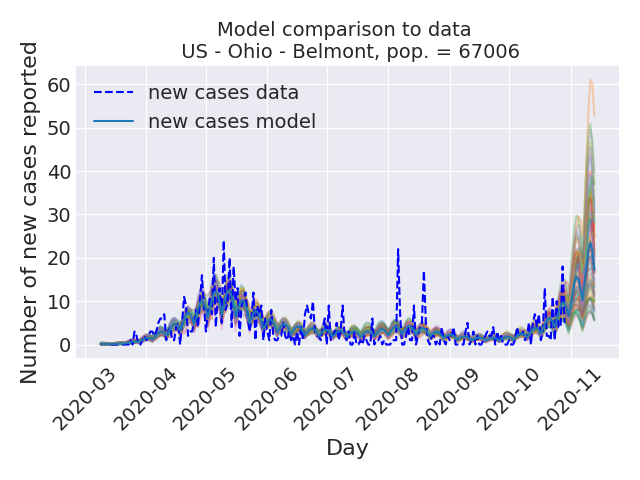 Model comparison to data
US - Ohio - Belmont, pop. = 67006
Number of new cases reported
60
50
40
30
20
10
0
new cases data
new cases model
2020-03
2020-04
2020-05
2020-06
2020-07
2020-08
2020-09
2020-10
2020-11
Day